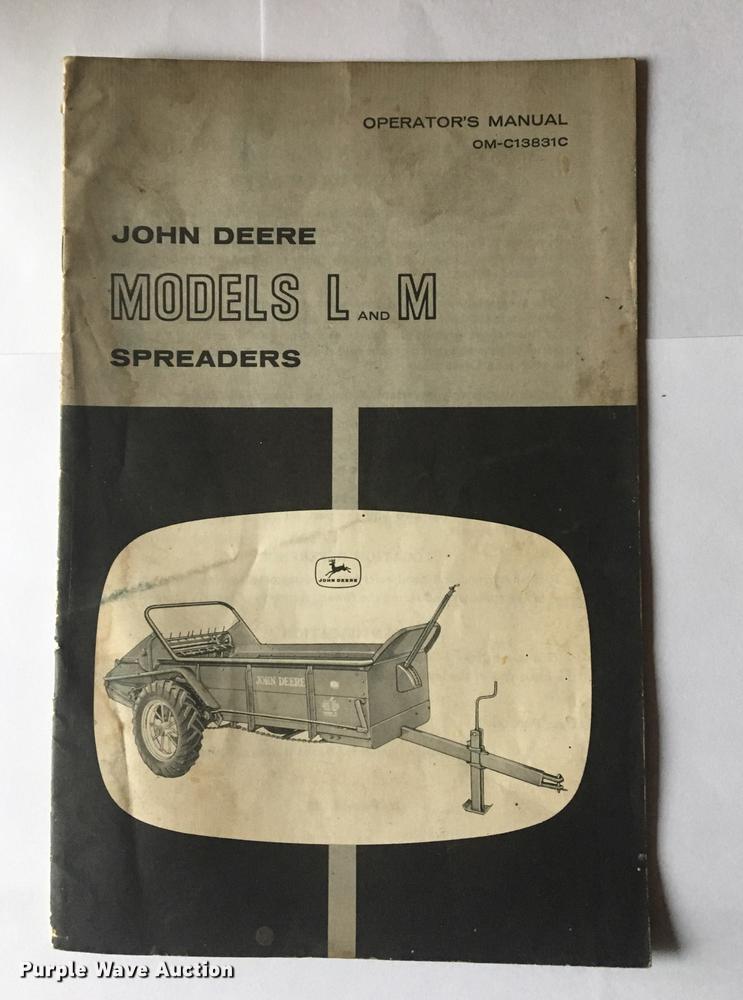 OPERATOR'S MANUAL
OM-C13831C
JOHN DEERE
MODELS L AND M
SPREADERS
JOHN DEERE
JOHN DEERE
Purple Wave Auction